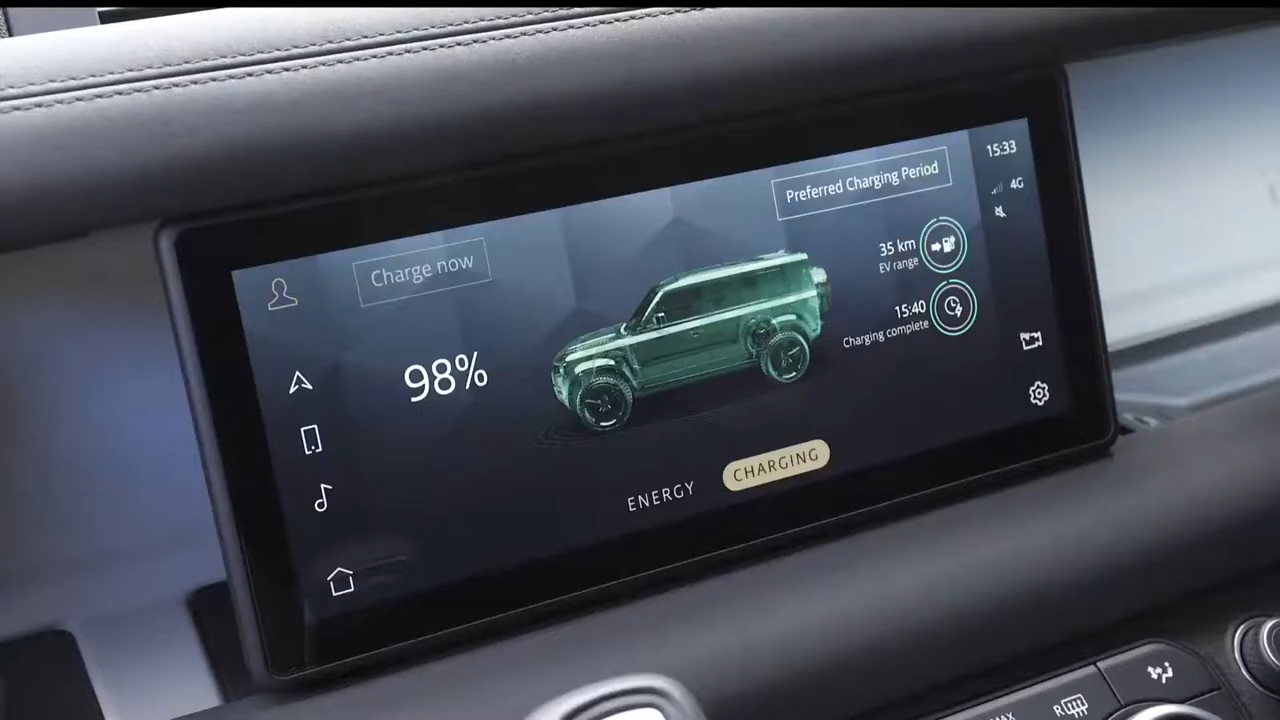 15:33
4G
Preferred Charging Period
Charge now
35 km
EV range
98%
15:40
Charging complete
ENERGY
CHARGING
R
MAX